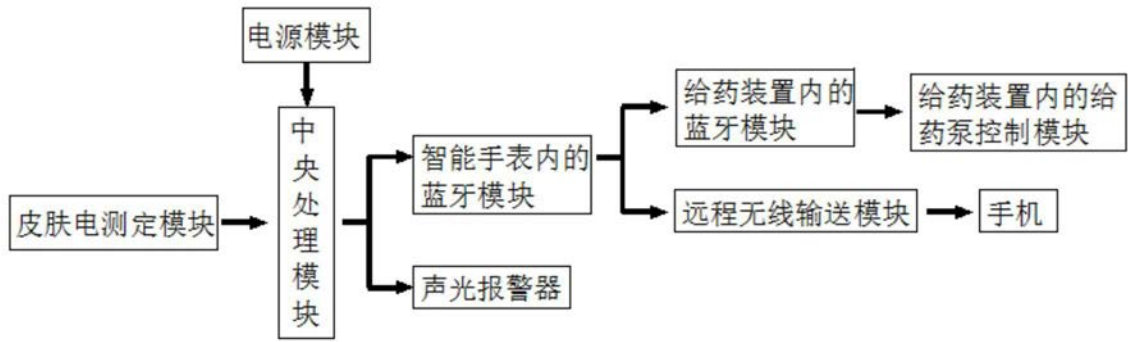 电源模块
中央处理模块
皮肤电测定模块
智能手表内的
蓝牙模块
声光报警器
给药装置内的
蓝牙模块
给药装置内的给
药泵控制模块
远程无线输送模块
手机